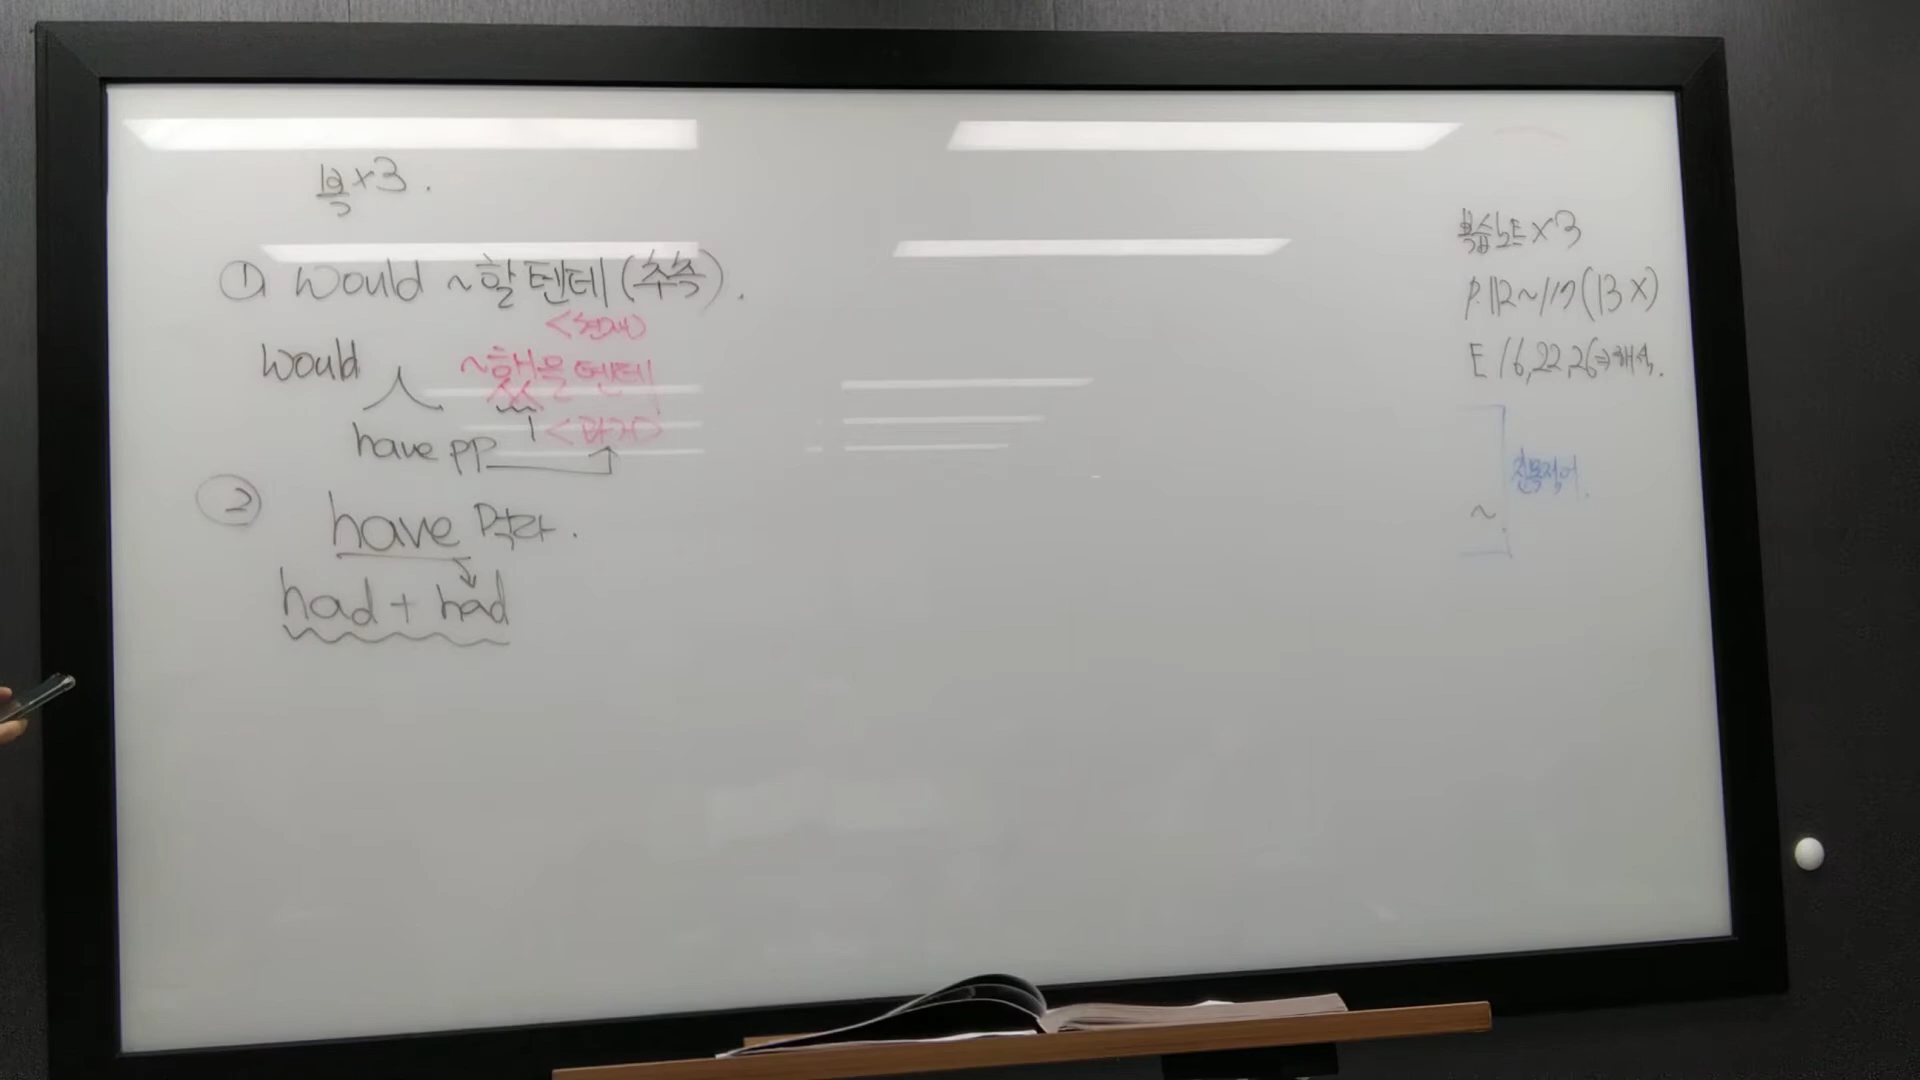 복×3.
① would ~할텐데 (추측).
<현재>
would ~했을텐데
<과거>
have pp
② have 먹다.
had + had
복습노트×3
p.112~117 (13×)
E 16,22,26⇒해석.
~.